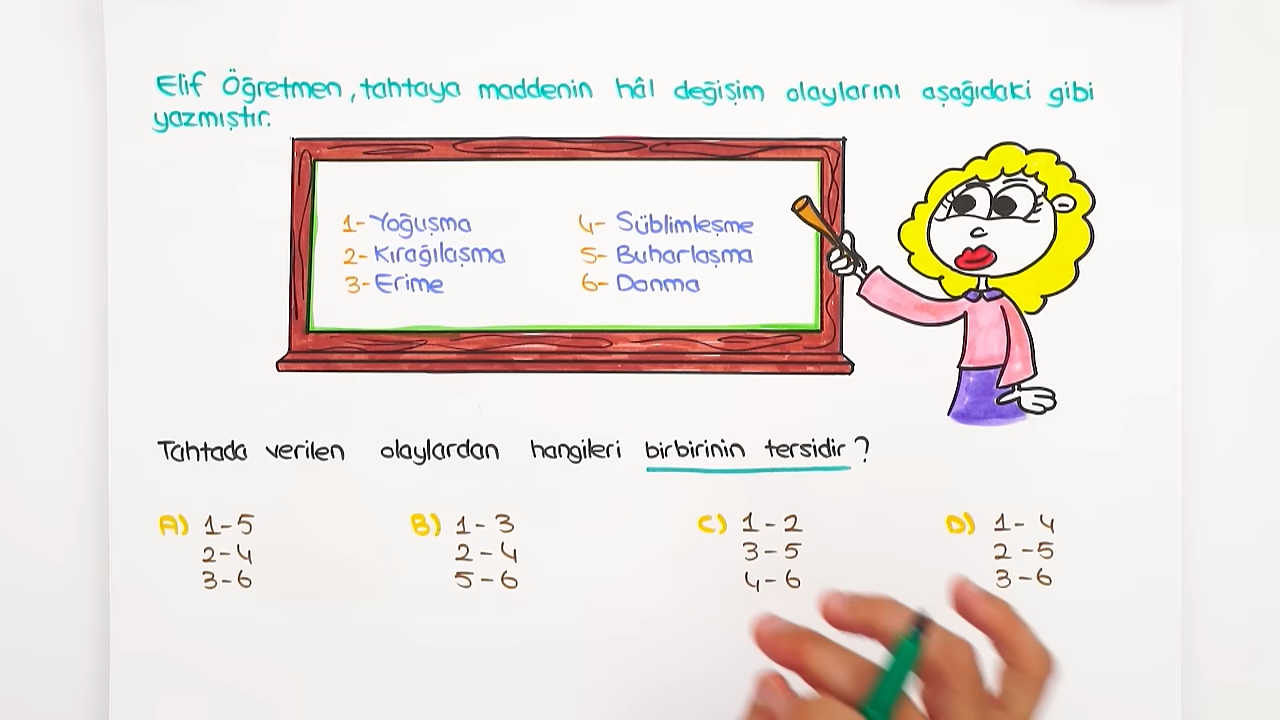 Elif Öğretmen, tahtaya maddenin hâl değişim olaylarını aşağıdaki gibi
yazmıştır.
1- Yoğuşma
2- Kırağılaşma
3- Erime
4- Süblimleşme
5- Buharlaşma
6- Donma
Tahtada verilen olaylardan hangileri birbirinin tersidir?
A) 1-5
2-4
3-6
B) 1-3
2-4
5-6
C) 1-2
3-5
4-6
D) 1-4
2-5
3-6